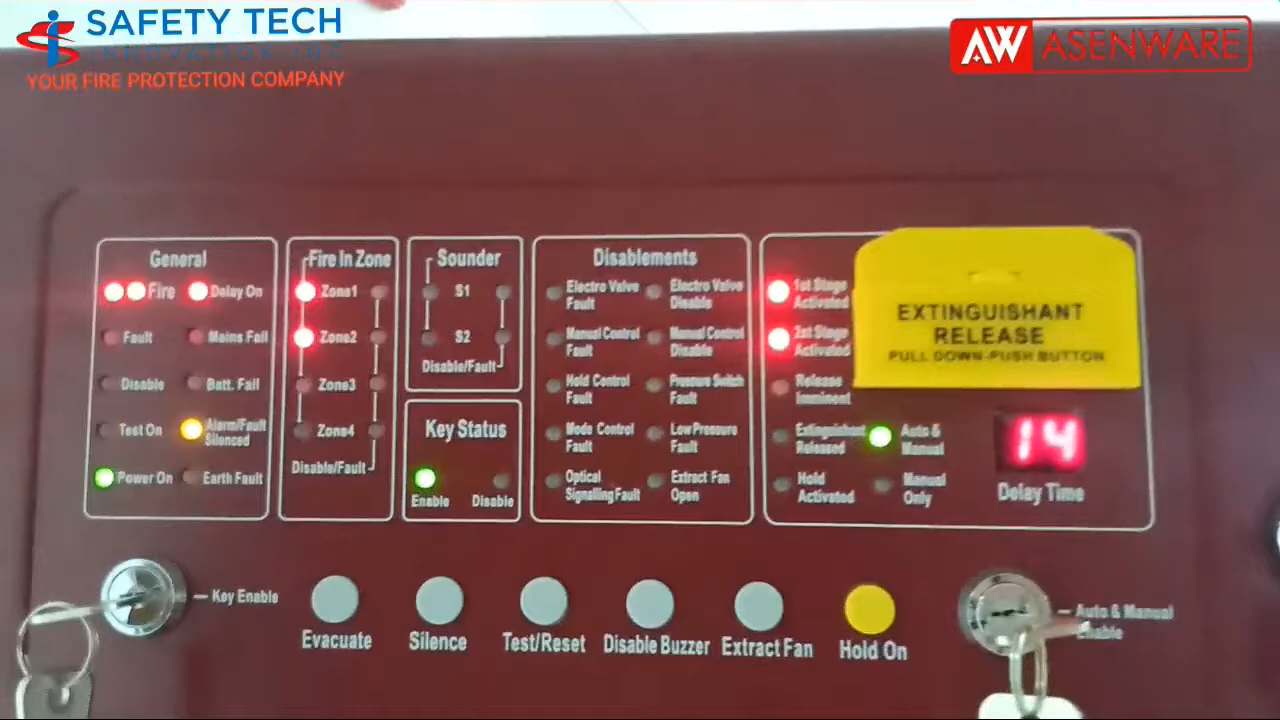 SAFETY TECH
INNOVATION INC
YOUR FIRE PROTECTION COMPANY
AW ASENWARE
General
Fire
Delay On
Fault
Mains Fail
Disable
Batt. Fail
Test On
Alarm/Fault
Silenced
Power On
Earth Fault
Fire In Zone
Zone1
Zone2
Zone3
Zone4
Disable/Fault
Sounder
S1
S2
Disable/Fault
Key Status
Enable
Disable
Disablements
Electro Valve
Fault
Electro Valve
Disable
Manual Control
Fault
Manual Control
Disable
Hold Control
Fault
Pressure Switch
Fault
Mode Control
Fault
Low Pressure
Fault
Optical
Signalling Fault
Extract Fan
Open
1st Stage
Activated
2st Stage
Activated
Release
Imminent
Extinguishant
Released
Hold
Activated
Auto &
Manual
Manual
Only
EXTINGUISHANT
RELEASE
PULL DOWN-PUSH BUTTON
14
Delay Time
Key Enable
Evacuate
Silence
Test/Reset
Disable Buzzer
Extract Fan
Hold On
Auto & Manual
Enable